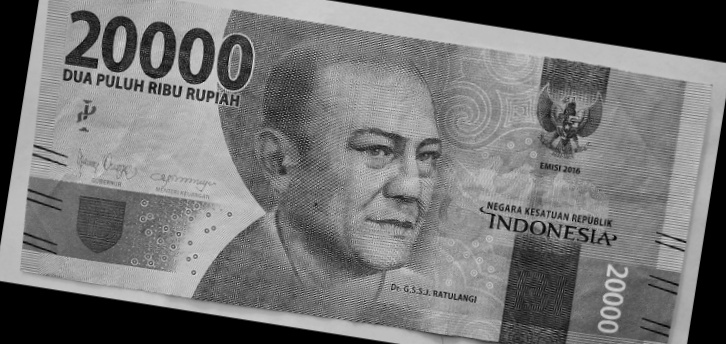 20000
DUA PULUH RIBU RUPIAH
GUBERNUR
MENTERI KEUANGAN
EMISI 2016
NEGARA KESATUAN REPUBLIK
INDONESIA
Dr. G.S.S.J. RATULANGI
20000